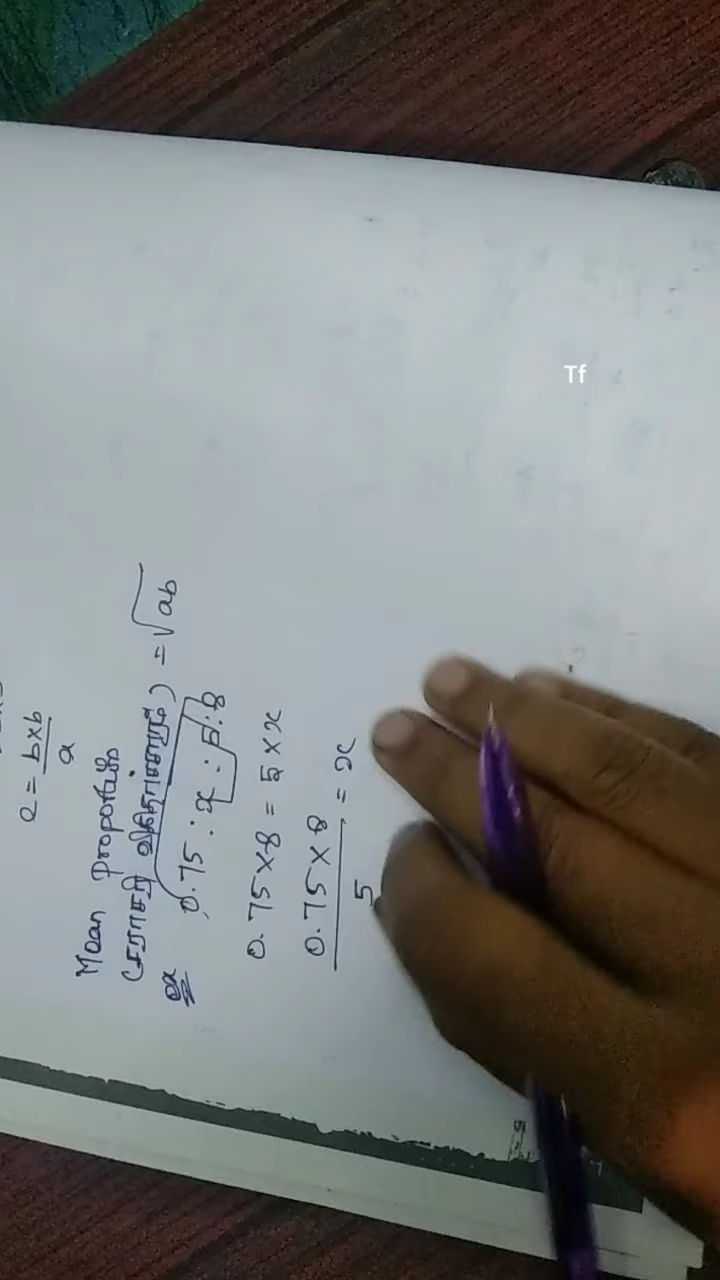 c = b×b
a
Mean proportion
(சராசரி விகிதாச்சாரம்) = √ab
ex 0.75 : x : 5 : 8
0.75 × 8 = 5 × x
0.75 × 8 = x
5
Tf